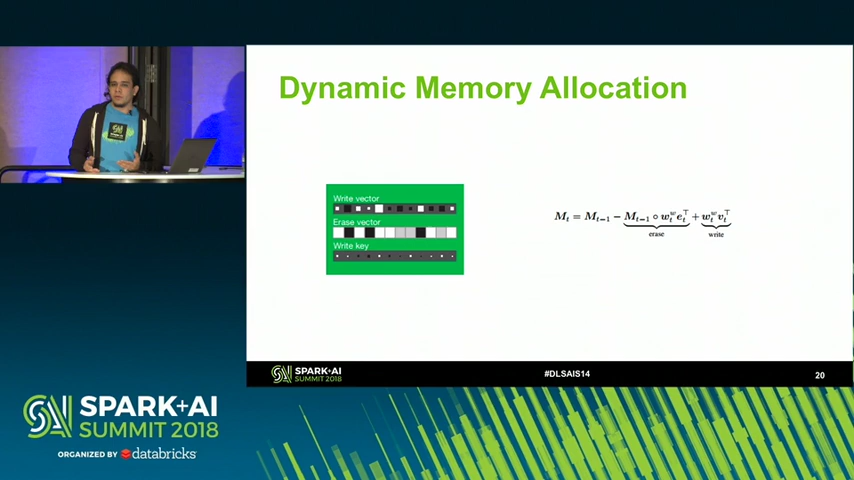 Dynamic Memory Allocation
Write vector
Erase vector
Write key
M_t = M_{t−1} − M_{t−1} ∘ w_t^w e_t^⊤ + w_t^w v_t^⊤
erase
write
SPARK+AI
SUMMIT 2018
#DLSAIS14
20
SPARK+AI
SUMMIT 2018
ORGANIZED BY databricks